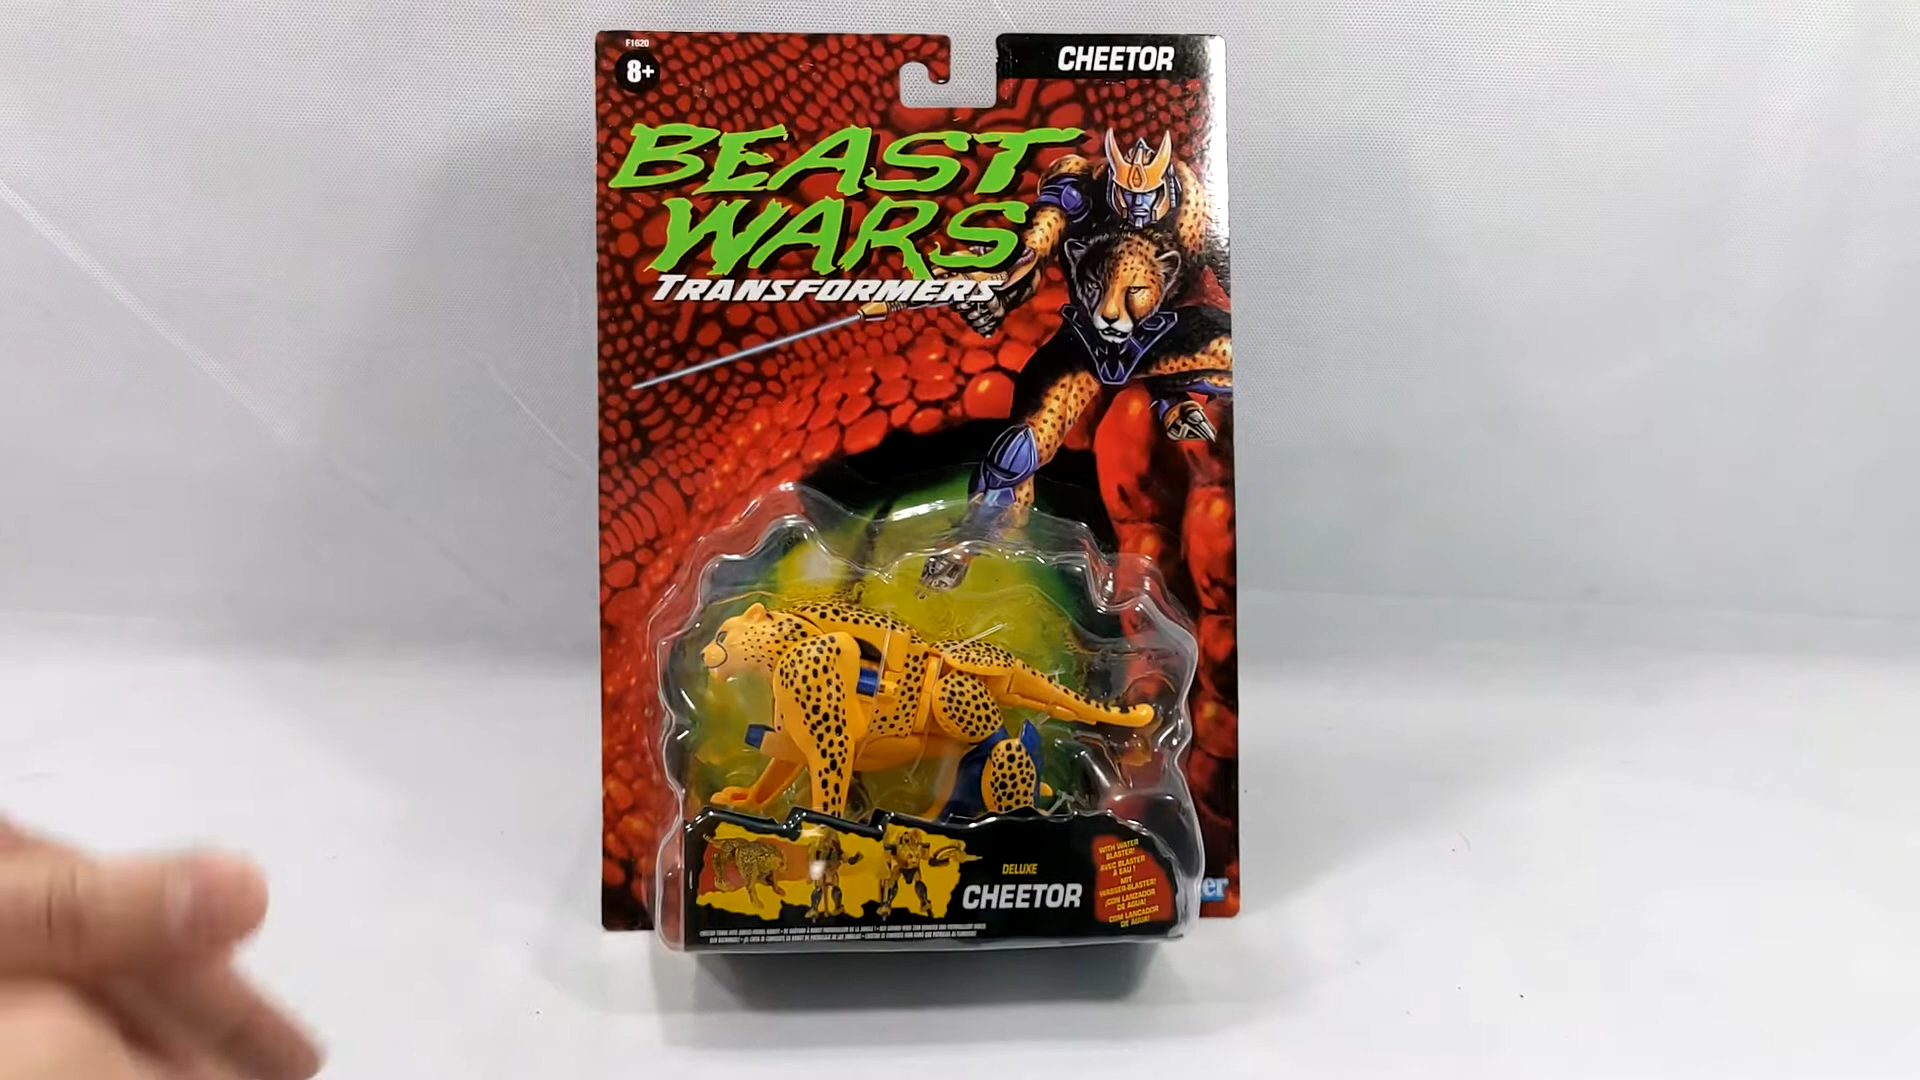 F1620
8+
CHEETOR
BEAST
WARS
TRANSFORMERS
DELUXE
CHEETOR
WITH WATER
BLASTER!
AVEC BLASTER
À EAU !
MIT
WASSER-BLASTER!
¡CON LANZADOR
DE AGUA!
COM LANÇADOR
DE ÁGUA!
er